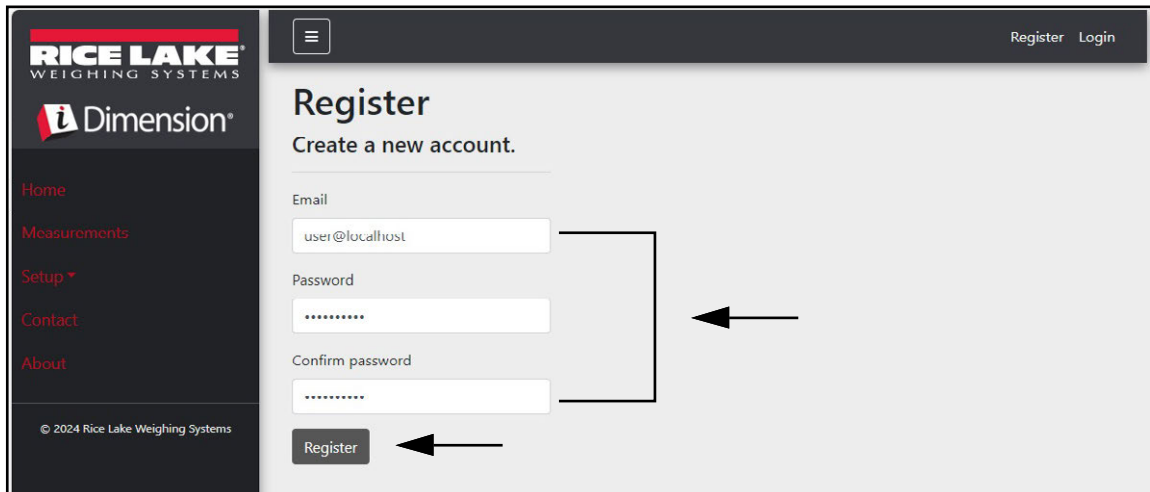 RICE LAKE®
WEIGHING SYSTEMS
i Dimension®
Home
Measurements
Setup
Contact
About
© 2024 Rice Lake Weighing Systems
Register Login
Register
Create a new account.
Email
user@localhost
Password
••••••••••
Confirm password
••••••••••
Register